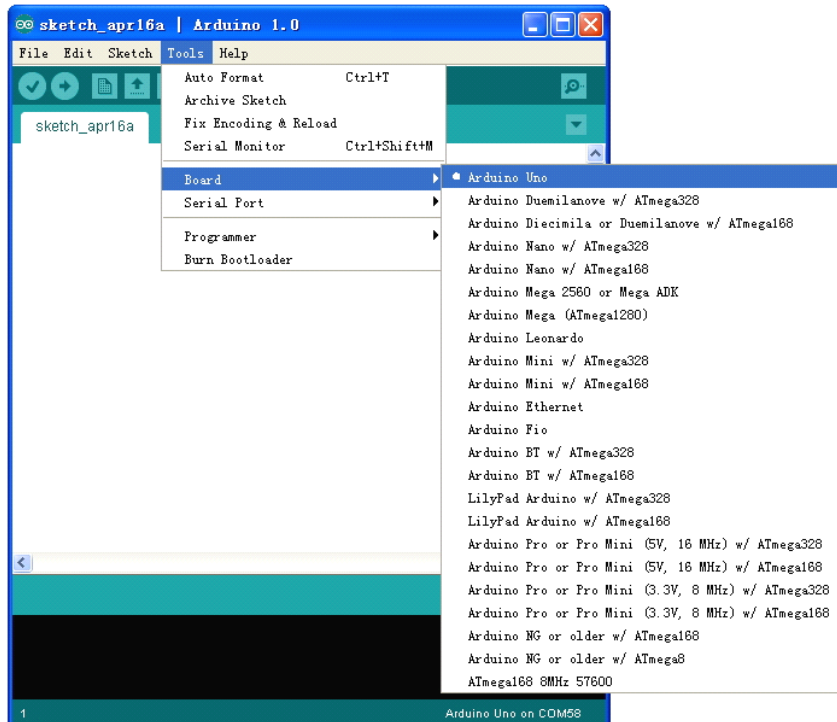 sketch_apr16a | Arduino 1.0
File Edit Sketch Tools Help
sketch_apr16a
Auto Format Ctrl+T
Archive Sketch
Fix Encoding & Reload
Serial Monitor Ctrl+Shift+M
Board
Serial Port
Programmer
Burn Bootloader
Arduino Uno
Arduino Duemilanove w/ ATmega328
Arduino Diecimila or Duemilanove w/ ATmega168
Arduino Nano w/ ATmega328
Arduino Nano w/ ATmega168
Arduino Mega 2560 or Mega ADK
Arduino Mega (ATmega1280)
Arduino Leonardo
Arduino Mini w/ ATmega328
Arduino Mini w/ ATmega168
Arduino Ethernet
Arduino Fio
Arduino BT w/ ATmega328
Arduino BT w/ ATmega168
LilyPad Arduino w/ ATmega328
LilyPad Arduino w/ ATmega168
Arduino Pro or Pro Mini (5V, 16 MHz) w/ ATmega328
Arduino Pro or Pro Mini (5V, 16 MHz) w/ ATmega168
Arduino Pro or Pro Mini (3.3V, 8 MHz) w/ ATmega328
Arduino Pro or Pro Mini (3.3V, 8 MHz) w/ ATmega168
Arduino NG or older w/ ATmega168
Arduino NG or older w/ ATmega8
ATmega168 8MHz 57600
1 Arduino Uno on COM58